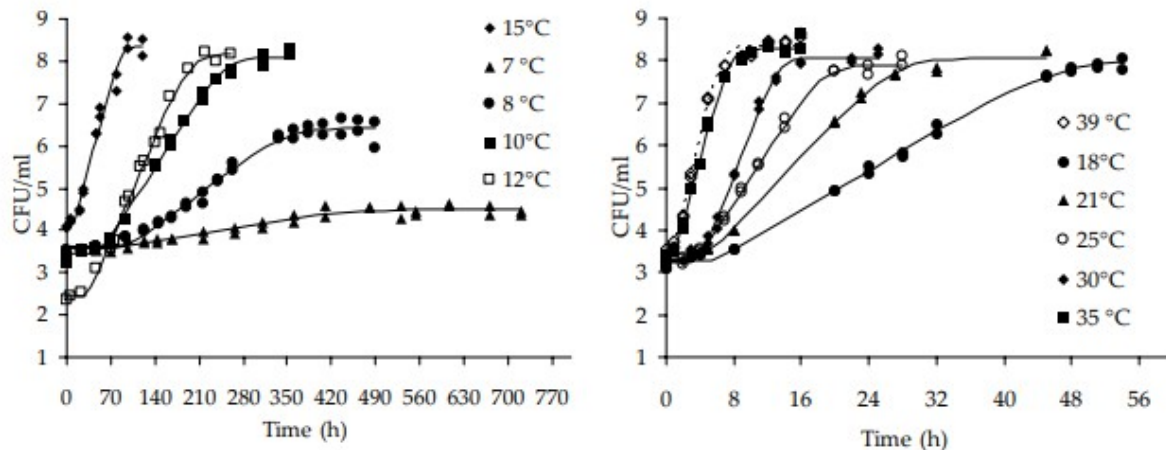 9
8
7
6
5
4
3
2
1
CFU/ml
0 70 140 210 280 350 420 490 560 630 700 770
Time (h)
15°C
7 °C
8 °C
10°C
12°C
9
8
7
6
5
4
3
2
1
CFU/ml
0 8 16 24 32 40 48 56
Time (h)
39 °C
18°C
21°C
25°C
30°C
35 °C